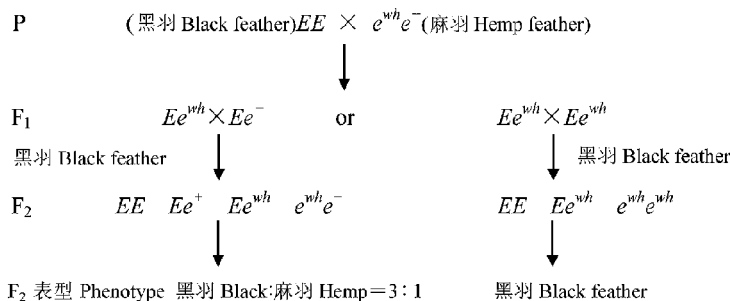 P (黑羽 Black feather)EE × e^{wh}e^{-}(麻羽 Hemp feather)
F₁ Ee^{wh}×Ee^{-} or Ee^{wh}×Ee^{wh}
黑羽 Black feather 黑羽 Black feather
F₂ EE Ee^{+} Ee^{wh} e^{wh}e^{-} EE Ee^{wh} e^{wh}e^{wh}
F₂ 表型 Phenotype 黑羽 Black:麻羽 Hemp=3:1 黑羽 Black feather